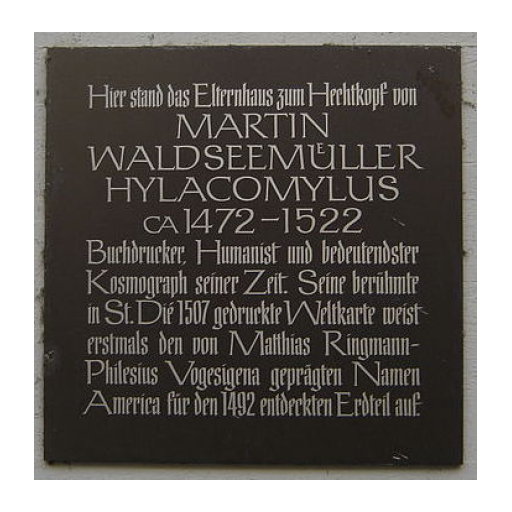 Hier stand das Elternhaus zum Hechtkopf von
MARTIN
WALDSEEMUͤLLER
HYLACOMYLUS
CA 1472-1522
Buchdrucker, Humanist und bedeutendster
Kosmograph seiner Zeit. Seine berühmte
in St. Dié 1507 gedruckte Weltkarte weist
erstmals den von Matthias Ringmann-
Philesius Vogesigena geprägten Namen
America für den 1492 entdeckten Erdteil auf.